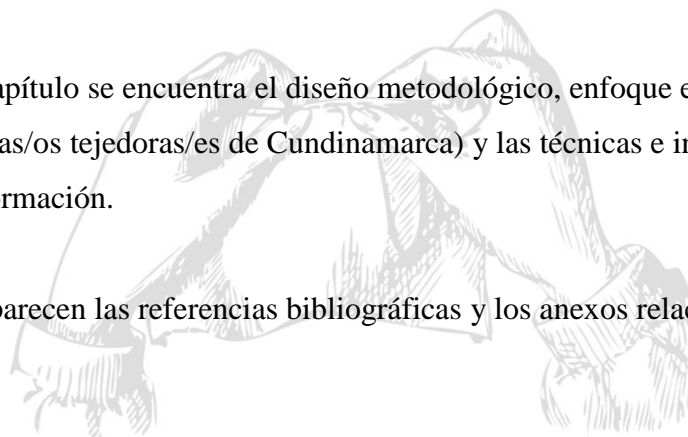 apítulo se encuentra el diseño metodológico, enfoque e
as/os tejedoras/es de Cundinamarca) y las técnicas e in
ormación.
parecen las referencias bibliográficas y los anexos relac